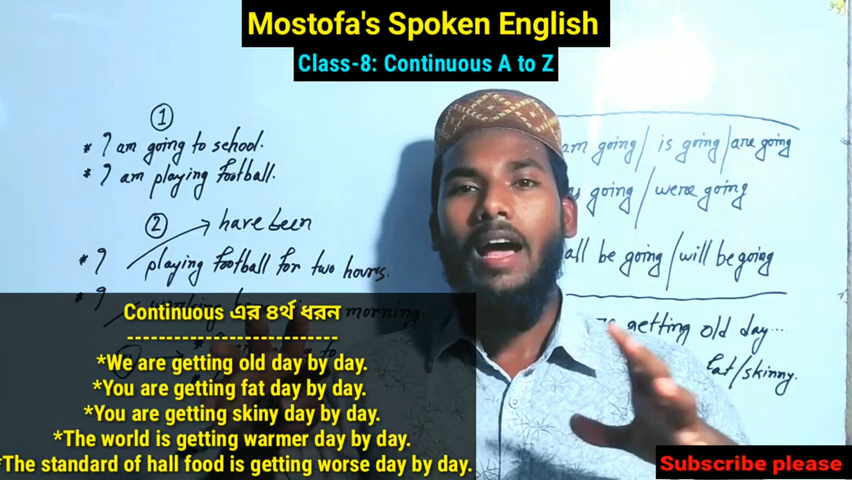 Mostofa's Spoken English
Class-8: Continuous A to Z
①
* I am going to school.
* I am playing football.
② have been
* I playing football for two hours.
* I morning.
am going / is going / are going
going / were going
all be going / will be going
getting old day...
fat/skinny.
Continuous এর ৪র্থ ধরন
----------------------------
*We are getting old day by day.
*You are getting fat day by day.
*You are getting skiny day by day.
*The world is getting warmer day by day.
*The standard of hall food is getting worse day by day.
Subscribe please